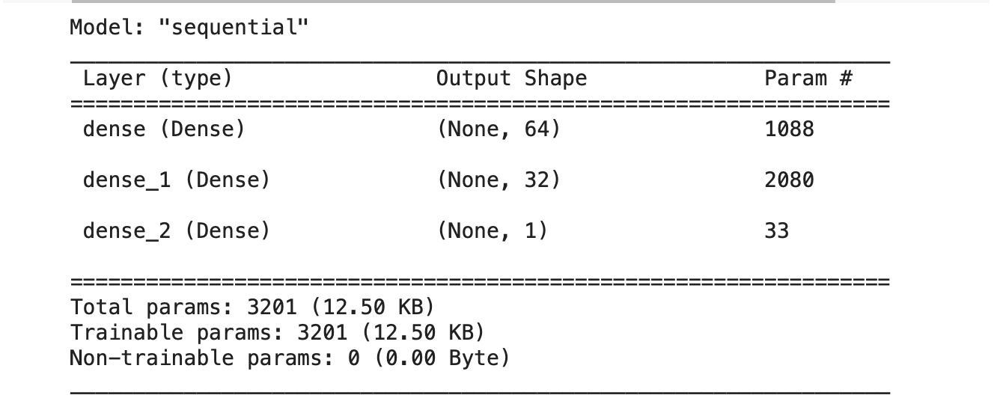 Model: "sequential"
_________________________________________________________________
Layer (type) Output Shape Param #
=================================================================
dense (Dense) (None, 64) 1088
dense_1 (Dense) (None, 32) 2080
dense_2 (Dense) (None, 1) 33
=================================================================
Total params: 3201 (12.50 KB)
Trainable params: 3201 (12.50 KB)
Non-trainable params: 0 (0.00 Byte)
_________________________________________________________________